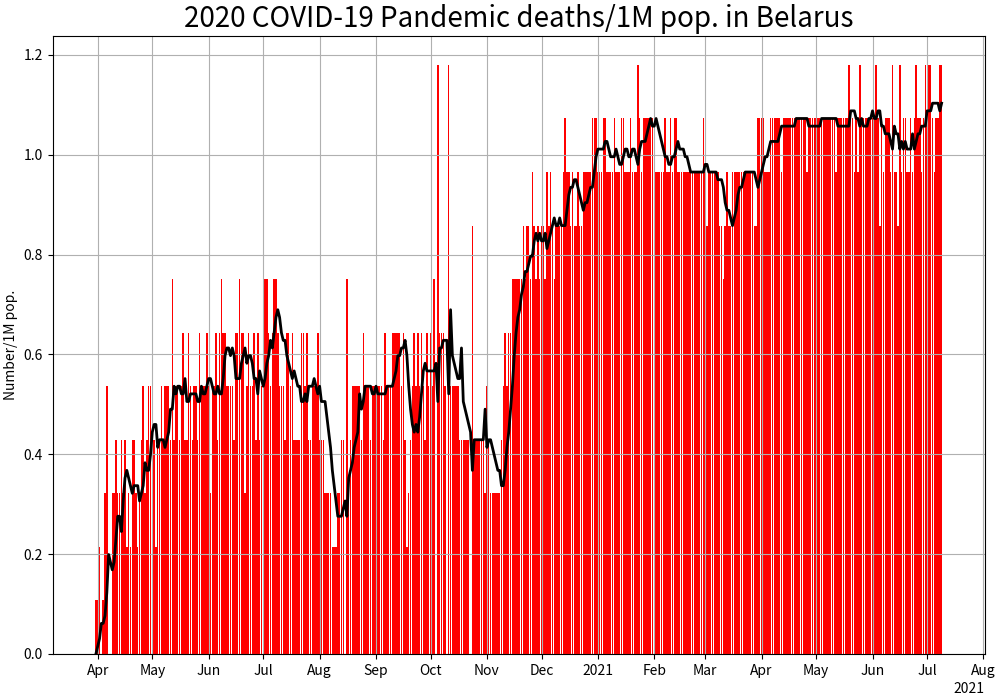 2020 COVID-19 Pandemic deaths/1M pop. in Belarus
Number/1M pop.
1.2
1.0
0.8
0.6
0.4
0.2
0.0
Apr May Jun Jul Aug Sep Oct Nov Dec 2021 Feb Mar Apr May Jun Jul Aug
2021